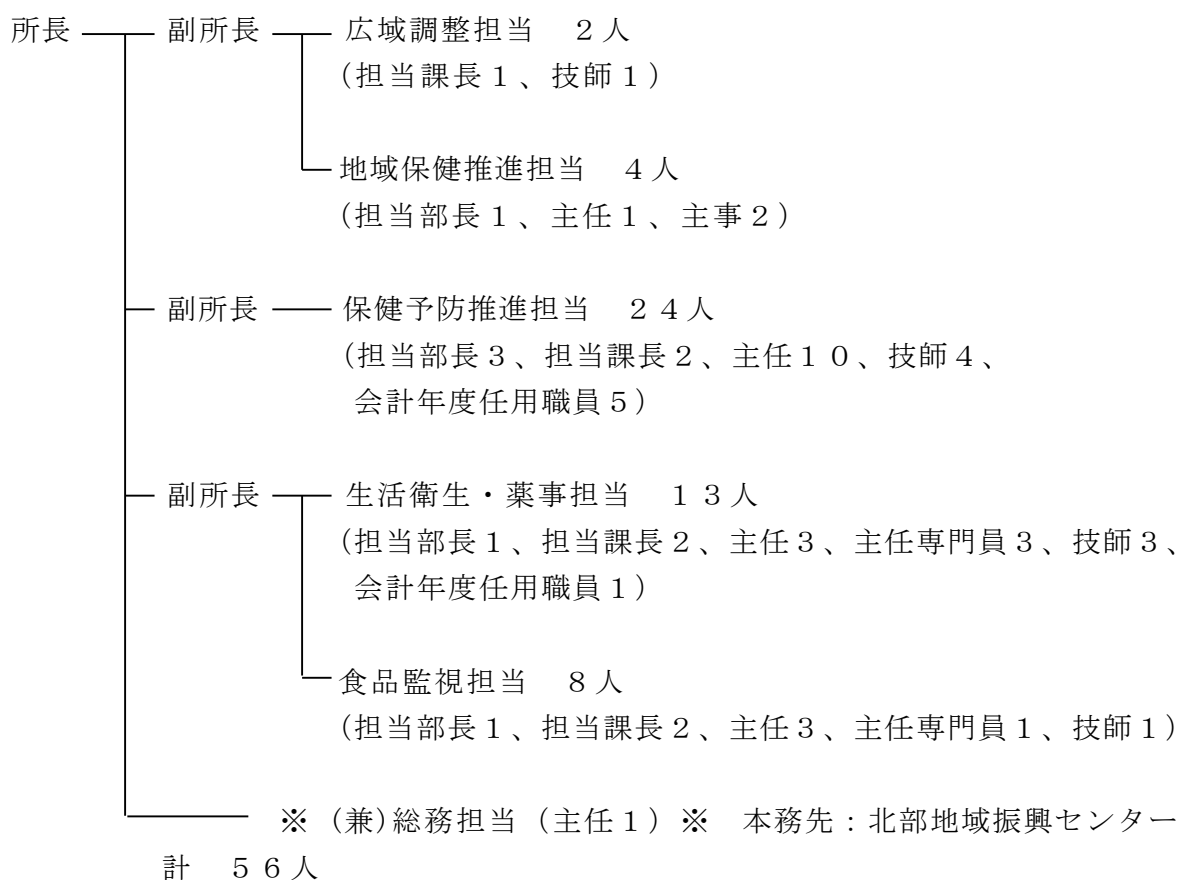 所長 副所長 広域調整担当　２人
（担当課長１、技師１）
地域保健推進担当　４人
（担当部長１、主任１、主事２）
副所長 保健予防推進担当　２４人
（担当部長３、担当課長２、主任１０、技師４、
会計年度任用職員５）
副所長 生活衛生・薬事担当　１３人
（担当部長１、担当課長２、主任３、主任専門員３、技師３、
会計年度任用職員１）
食品監視担当　８人
（担当部長１、担当課長２、主任３、主任専門員１、技師１）
※（兼)総務担当（主任１）※　本務先：北部地域振興センター
計　５６人